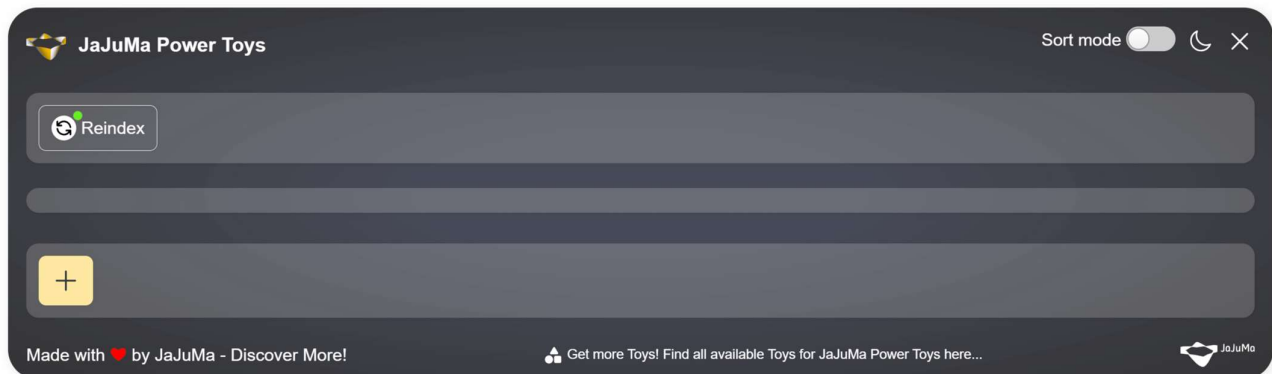 JaJuMa Power Toys
Sort mode
Reindex
Made with ❤ by JaJuMa - Discover More!
Get more Toys! Find all available Toys for JaJuMa Power Toys here...
JaJuMa